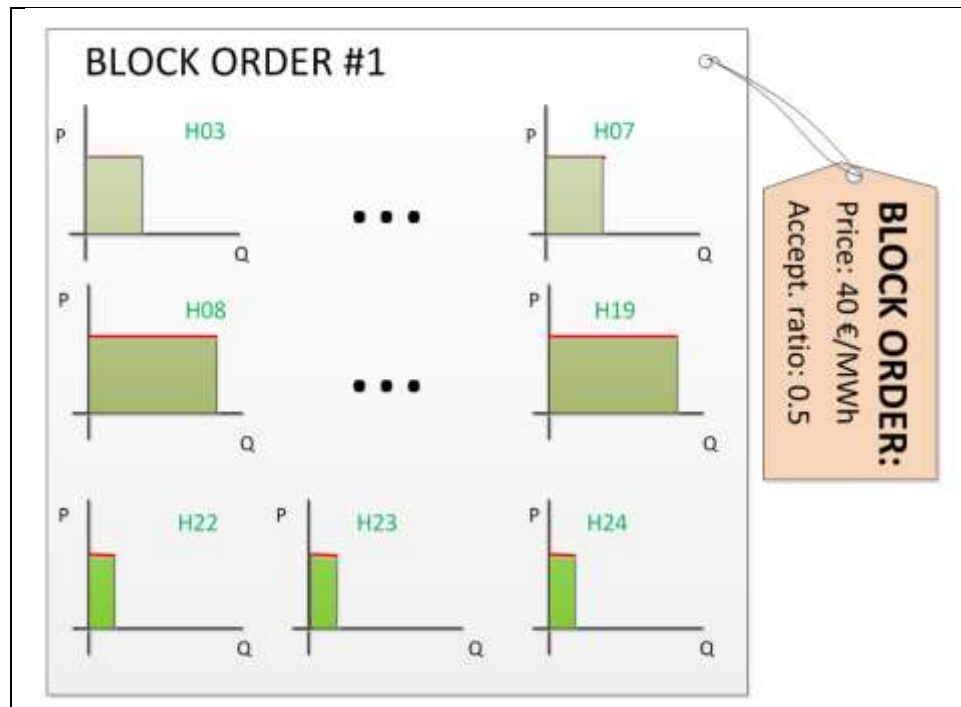 BLOCK ORDER #1
P
H03
Q
P
H07
Q
P
H08
Q
P
H19
Q
P
H22
Q
P
H23
Q
P
H24
Q
BLOCK ORDER:
Price: 40 €/MWh
Accept. ratio: 0.5